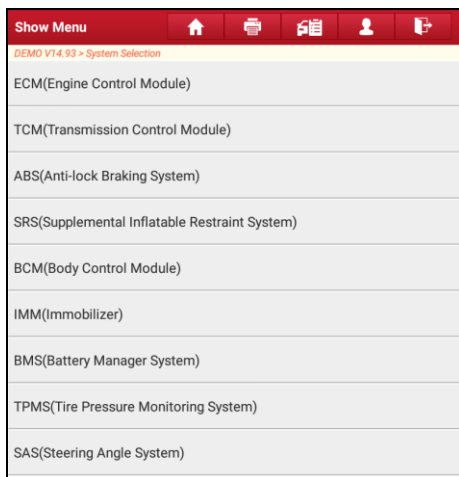 Show Menu
DEMO V14.93 > System Selection
ECM(Engine Control Module)
TCM(Transmission Control Module)
ABS(Anti-lock Braking System)
SRS(Supplemental Inflatable Restraint System)
BCM(Body Control Module)
IMM(Immobilizer)
BMS(Battery Manager System)
TPMS(Tire Pressure Monitoring System)
SAS(Steering Angle System)